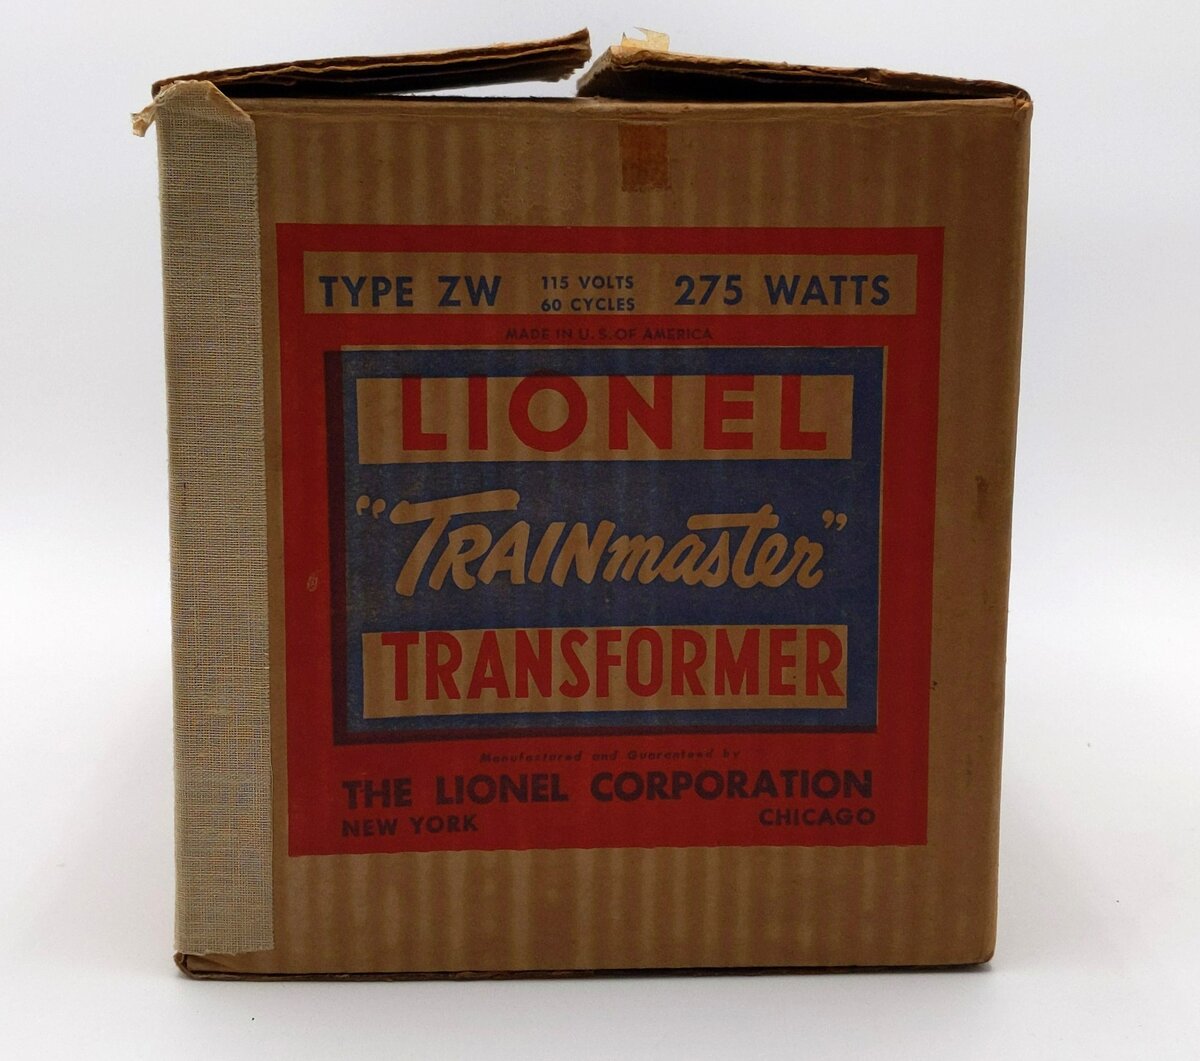 TYPE ZW 115 VOLTS 275 WATTS
60 CYCLES
MADE IN U.S. OF AMERICA
LIONEL
“TRAINmaster”
TRANSFORMER
Manufactured and Guaranteed by
THE LIONEL CORPORATION
NEW YORK CHICAGO